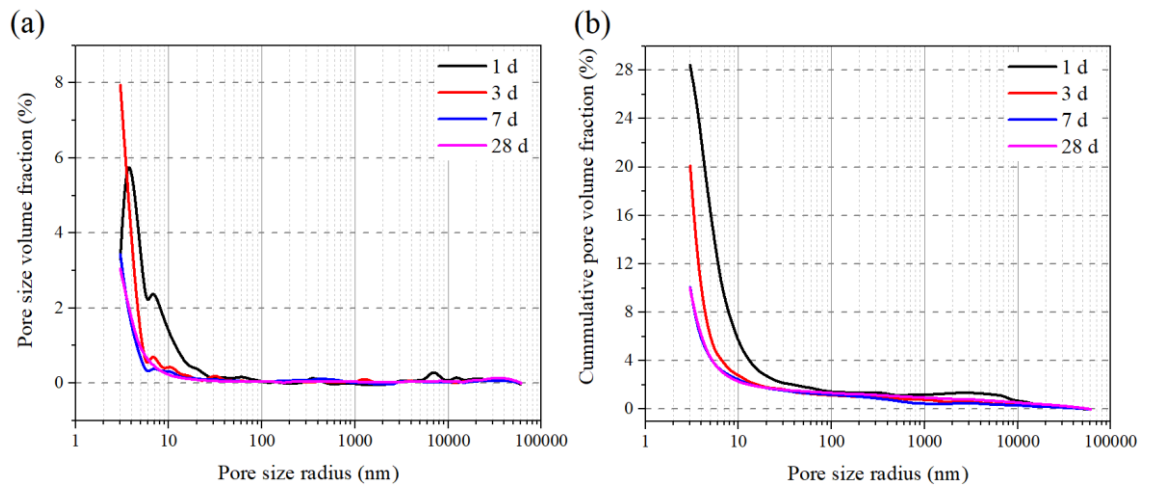 (a)
Pore size volume fraction (%)
8
6
4
2
0
1 d
3 d
7 d
28 d
1 10 100 1000 10000 100000
Pore size radius (nm)
(b)
Cummulative pore volume fraction (%)
28
24
20
16
12
8
4
0
1 d
3 d
7 d
28 d
1 10 100 1000 10000 100000
Pore size radius (nm)